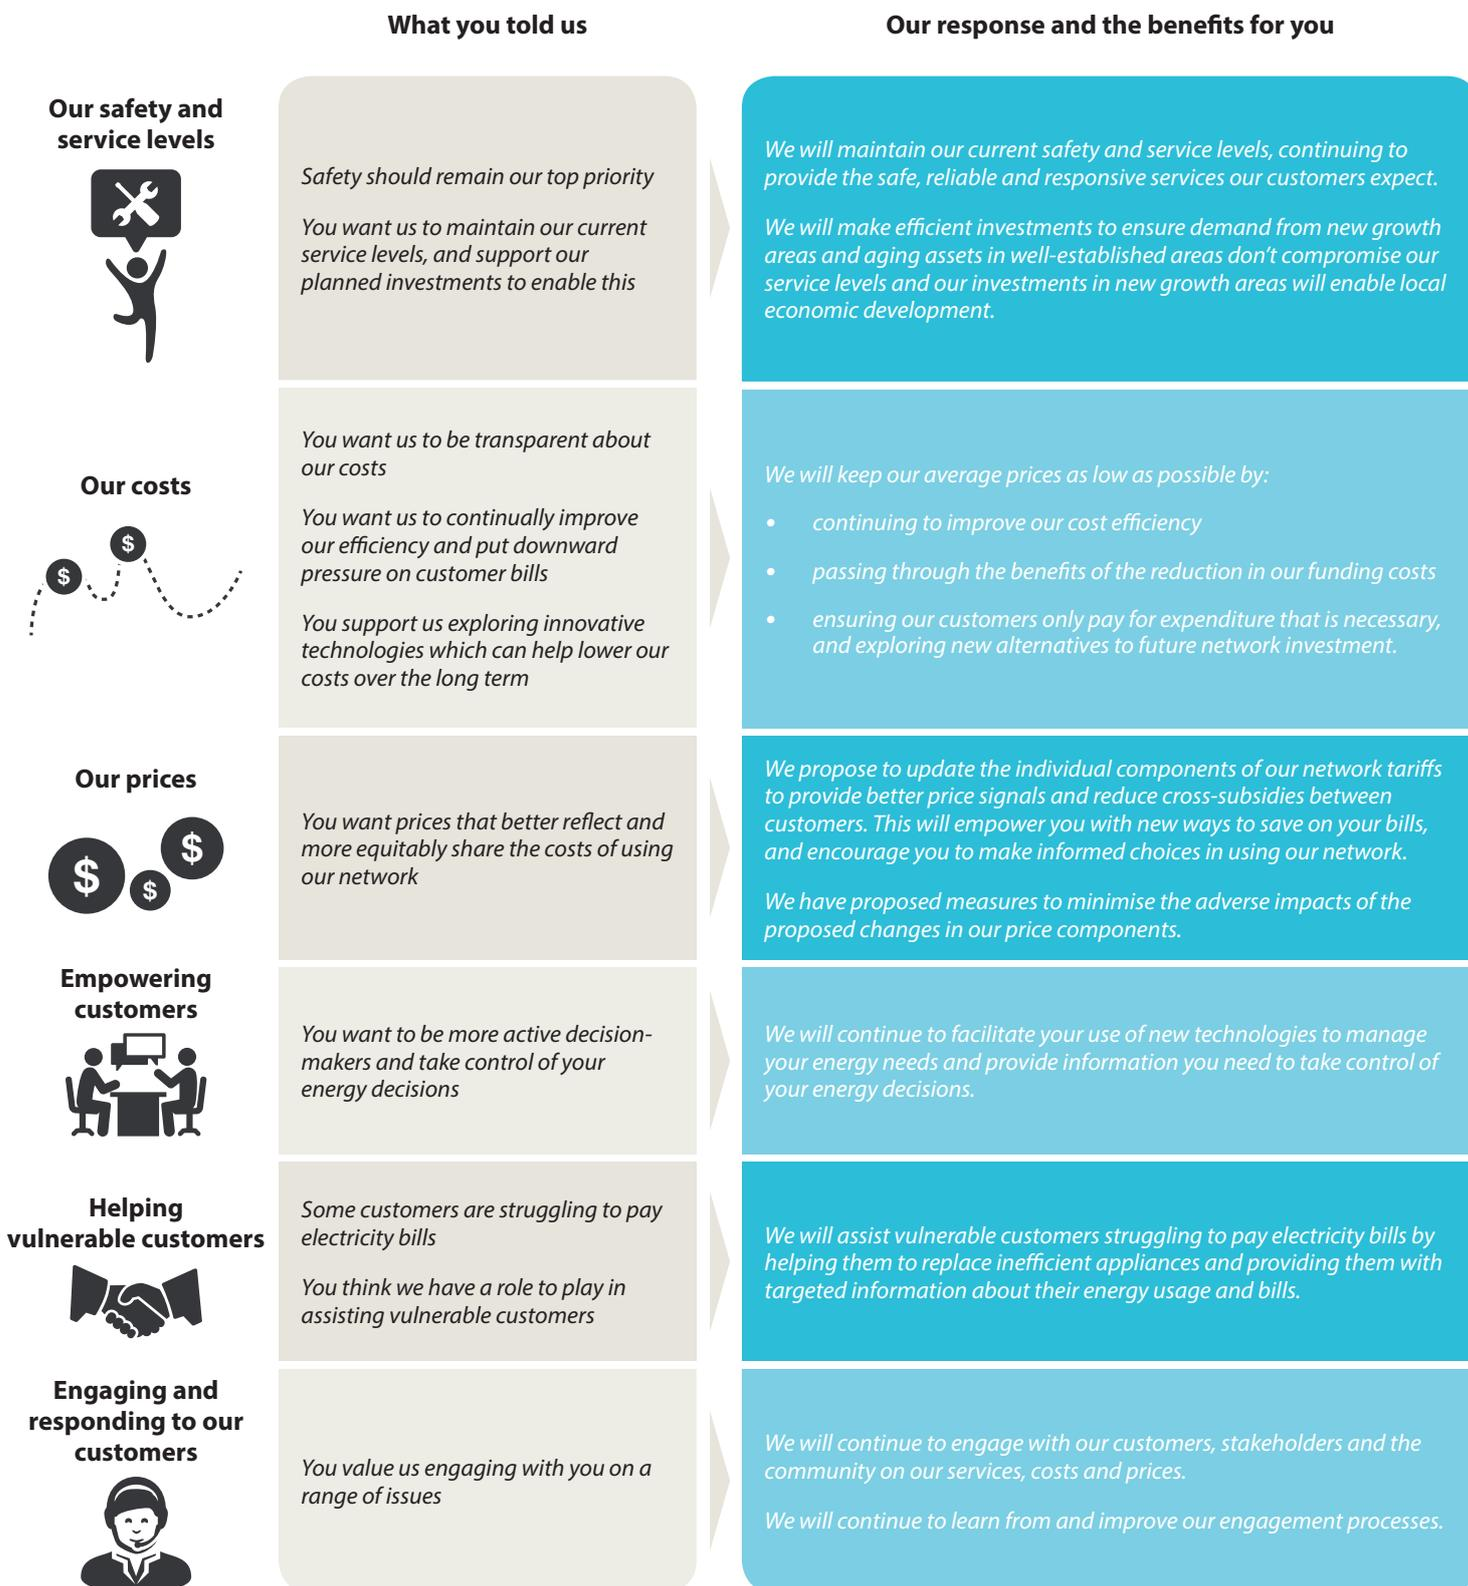 What you told us
Our response and the benefits for you
Our safety and
service levels
Safety should remain our top priority
You want us to maintain our current
service levels, and support our
planned investments to enable this
We will maintain our current safety and service levels, continuing to
provide the safe, reliable and responsive services our customers expect.
We will make efficient investments to ensure demand from new growth
areas and aging assets in well-established areas don't compromise our
service levels and our investments in new growth areas will enable local
economic development.
Our costs
$
$
You want us to be transparent about
our costs
You want us to continually improve
our efficiency and put downward
pressure on customer bills
You support us exploring innovative
technologies which can help lower our
costs over the long term
We will keep our average prices as low as possible by:
• continuing to improve our cost efficiency
• passing through the benefits of the reduction in our funding costs
• ensuring our customers only pay for expenditure that is necessary,
and exploring new alternatives to future network investment.
Our prices
$
$
$
You want prices that better reflect and
more equitably share the costs of using
our network
We propose to update the individual components of our network tariffs
to provide better price signals and reduce cross-subsidies between
customers. This will empower you with new ways to save on your bills,
and encourage you to make informed choices in using our network.
We have proposed measures to minimise the adverse impacts of the
proposed changes in our price components.
Empowering
customers
You want to be more active decision-
makers and take control of your
energy decisions
We will continue to facilitate your use of new technologies to manage
your energy needs and provide information you need to take control of
your energy decisions.
Helping
vulnerable customers
Some customers are struggling to pay
electricity bills
You think we have a role to play in
assisting vulnerable customers
We will assist vulnerable customers struggling to pay electricity bills by
helping them to replace inefficient appliances and providing them with
targeted information about their energy usage and bills.
Engaging and
responding to our
customers
You value us engaging with you on a
range of issues
We will continue to engage with our customers, stakeholders and the
community on our services, costs and prices.
We will continue to learn from and improve our engagement processes.